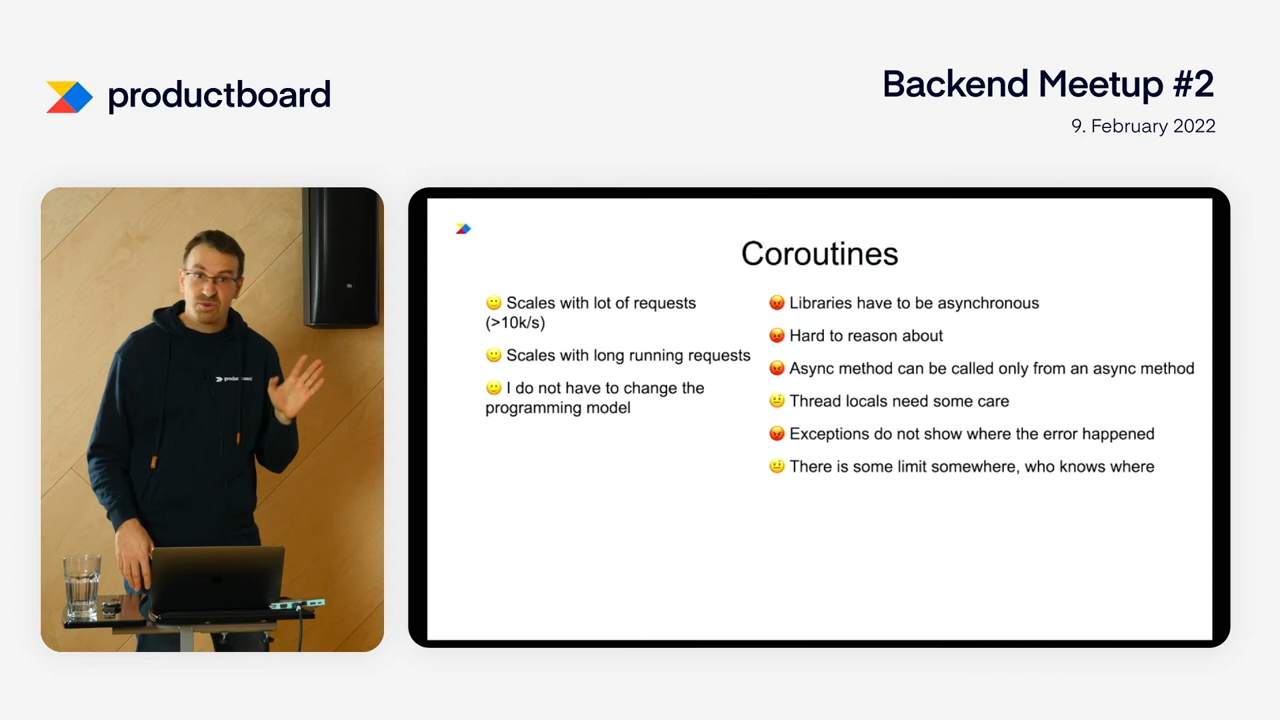 productboard
Backend Meetup #2
9. February 2022
Coroutines
🙂 Scales with lot of requests
(>10k/s)
🙂 Scales with long running requests
🙂 I do not have to change the
programming model
😡 Libraries have to be asynchronous
😡 Hard to reason about
😡 Async method can be called only from an async method
😐 Thread locals need some care
😡 Exceptions do not show where the error happened
😐 There is some limit somewhere, who knows where